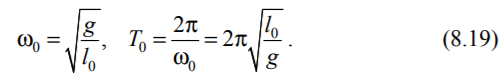 ω₀ = √(g/l₀), T₀ = 2π/ω₀ = 2π√(l₀/g). (8.19)